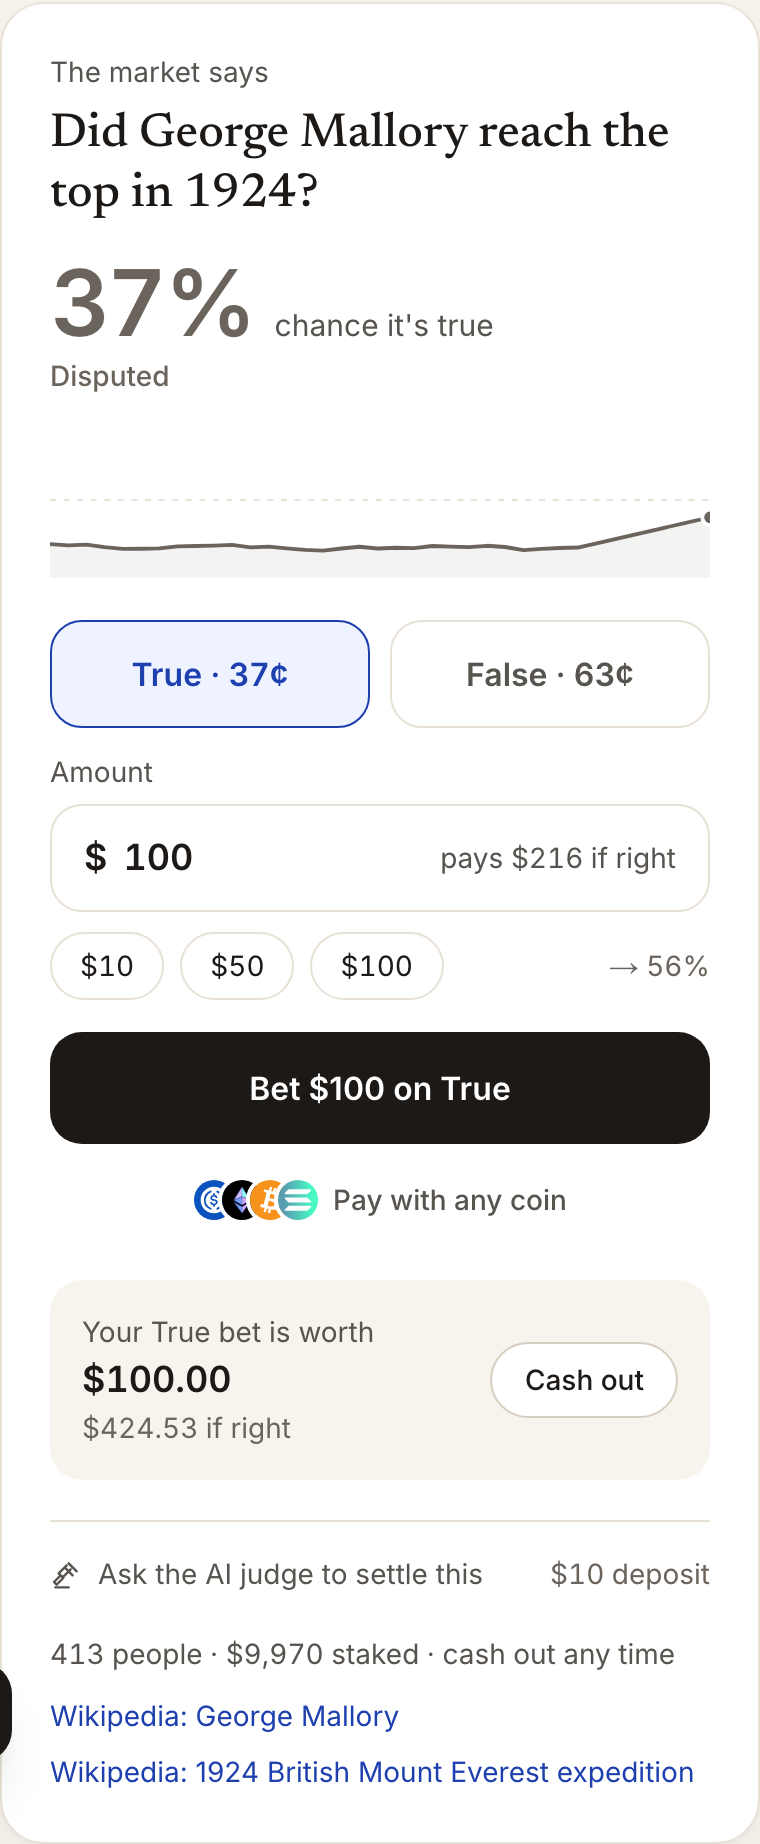 The market says
Did George Mallory reach the
top in 1924?
37% chance it's true
Disputed
True · 37¢
False · 63¢
Amount
$ 100 pays $216 if right
$10 $50 $100 → 56%
Bet $100 on True
Pay with any coin
Your True bet is worth
$100.00
Cash out
$424.53 if right
Ask the AI judge to settle this $10 deposit
413 people · $9,970 staked · cash out any time
Wikipedia: George Mallory
Wikipedia: 1924 British Mount Everest expedition